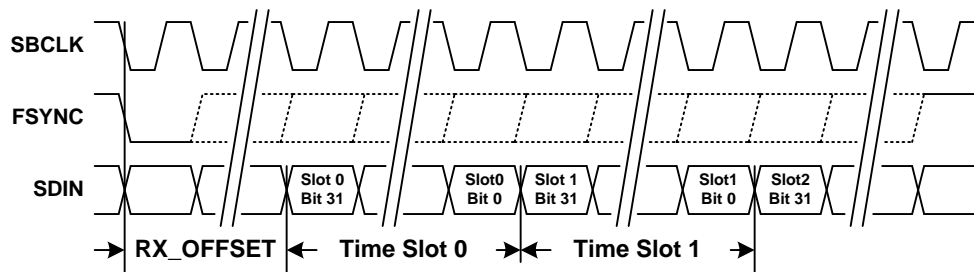 SBCLK
FSYNC
SDIN
Slot 0
Bit 31
Slot0
Bit 0
Slot 1
Bit 31
Slot1
Bit 0
Slot2
Bit 31
RX_OFFSET
Time Slot 0
Time Slot 1